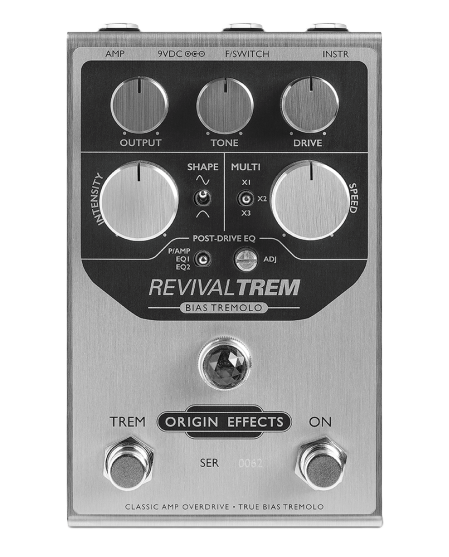 AMP 9VDC F/SWITCH INSTR
OUTPUT TONE DRIVE
SHAPE MULTI
INTENSITY
X1
X2
X3
SPEED
POST-DRIVE EQ
P/AMP
EQ1
EQ2
ADJ
REVIVALTREM
BIAS TREMOLO
TREM ORIGIN EFFECTS ON
SER 0082
CLASSIC AMP OVERDRIVE • TRUE BIAS TREMOLO